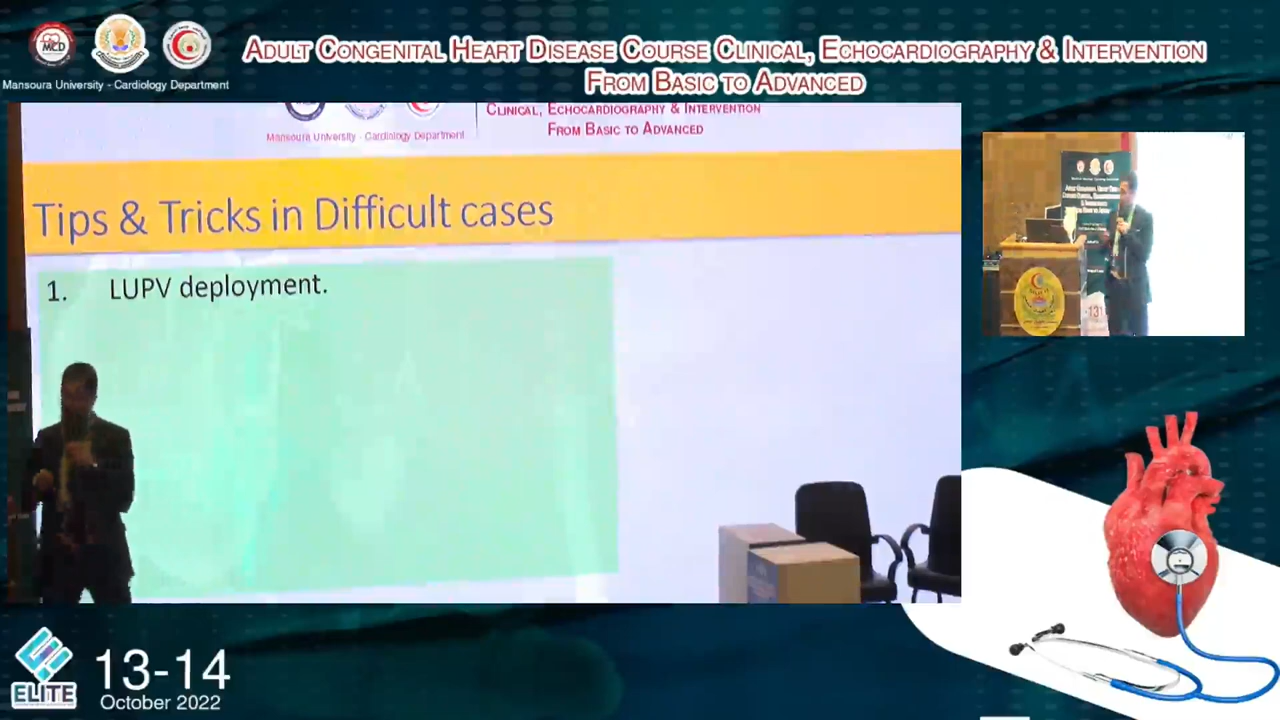 MCD
Mansoura University - Cardiology Department
ADULT CONGENITAL HEART DISEASE COURSE CLINICAL, ECHOCARDIOGRAPHY & INTERVENTION
FROM BASIC TO ADVANCED
Mansoura University - Cardiology Department
CLINICAL, ECHOCARDIOGRAPHY & INTERVENTION
FROM BASIC TO ADVANCED
Tips & Tricks in Difficult cases
1. LUPV deployment.
ELITE
13-14
October 2022